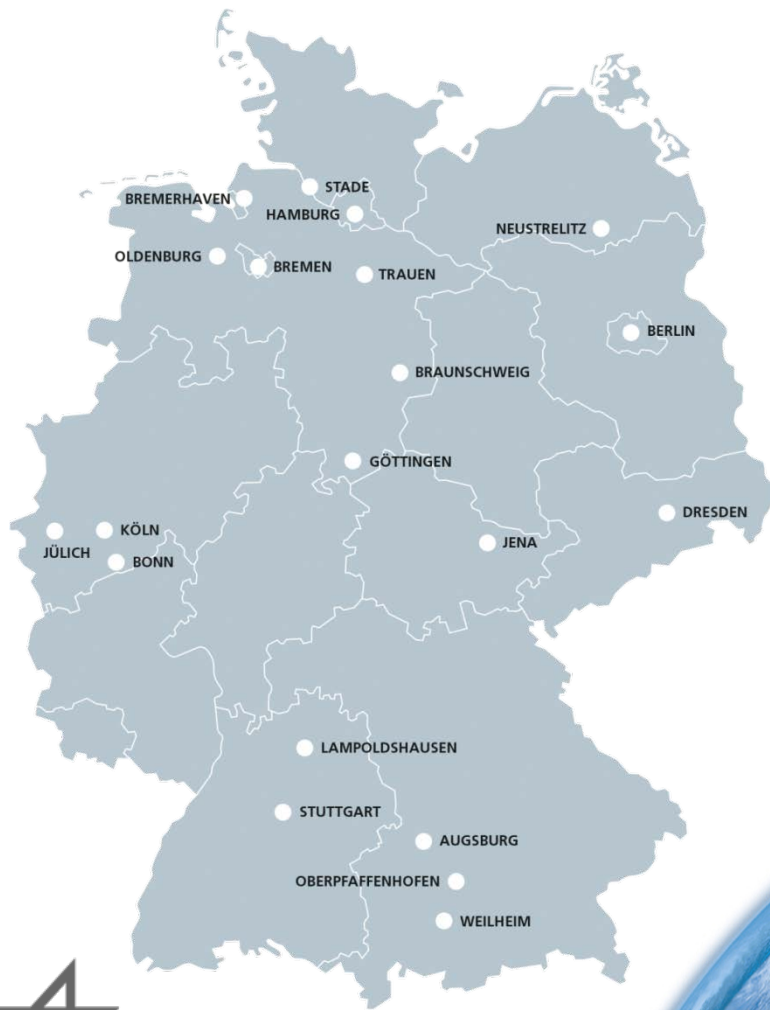 STADE
BREMERHAVEN
HAMBURG
NEUSTRELITZ
OLDENBURG
BREMEN
TRAUEN
BERLIN
BRAUNSCHWEIG
GÖTTINGEN
DRESDEN
KÖLN
JÜLICH
JENA
BONN
LAMPOLDSHAUSEN
STUTTGART
AUGSBURG
OBERPFAFFENHOFEN
WEILHEIM